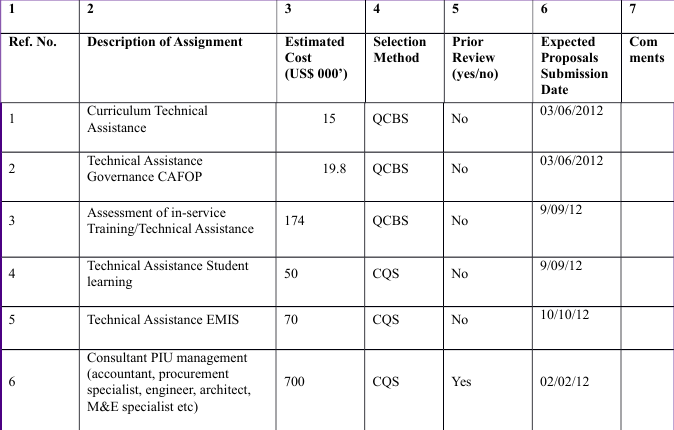 1 2 3 4 5 6 7
Ref. No. Description of Assignment Estimated Cost (US$ 000’) Selection Method Prior Review (yes/no) Expected Proposals Submission Date Com ments
1 Curriculum Technical Assistance 15 QCBS No 03/06/2012
2 Technical Assistance Governance CAFOP 19.8 QCBS No 03/06/2012
3 Assessment of in-service Training/Technical Assistance 174 QCBS No 9/09/12
4 Technical Assistance Student learning 50 CQS No 9/09/12
5 Technical Assistance EMIS 70 CQS No 10/10/12
6 Consultant PIU management (accountant, procurement specialist, engineer, architect, M&E specialist etc) 700 CQS Yes 02/02/12